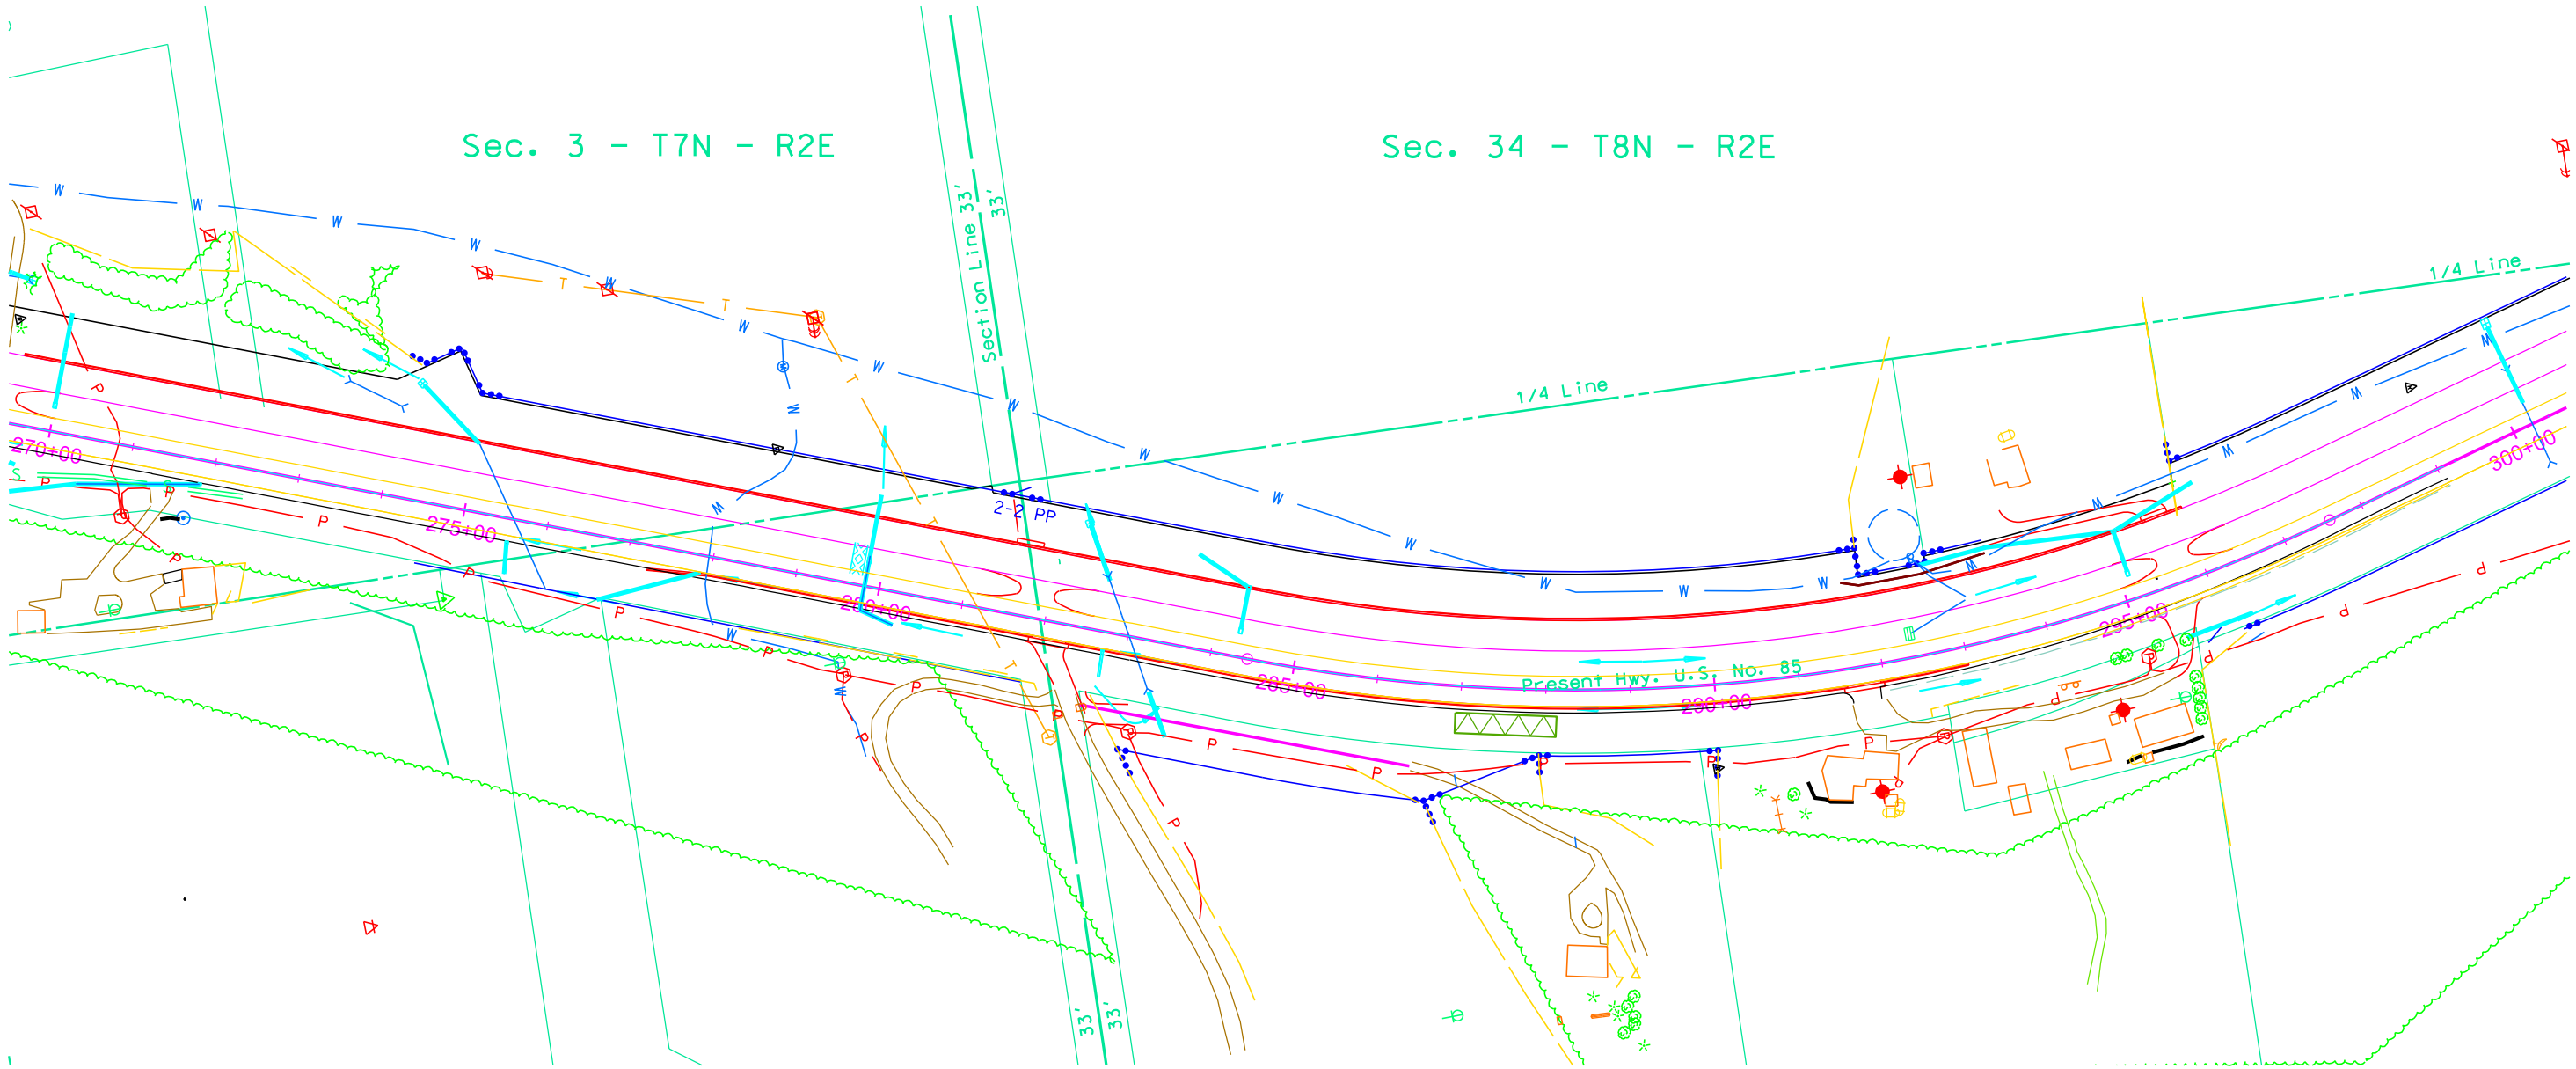 Sec. 3 - T7N - R2E
Sec. 34 - T8N - R2E
Section Line 33'
33'
1/4 Line
1/4 Line
270+00
275+00
280+00
285+00
290+00
295+00
300+00
2-2 PP
Present Hwy. U.S. No. 85
33'
33'
W W W W W W W W W W W W W W W W W W W W
W W W W
T T T T T
P P P P P P P P P P P P P P P P P P P P
S